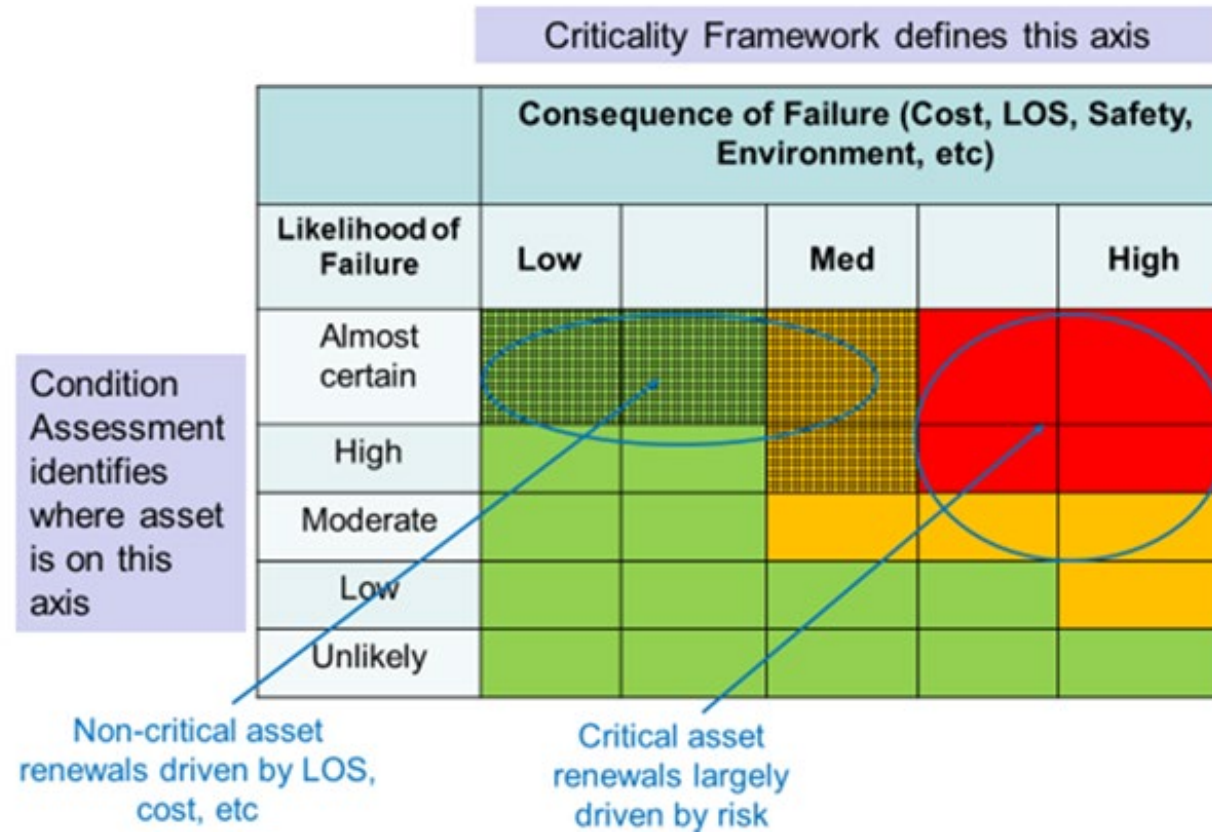 Criticality Framework defines this axis
Consequence of Failure (Cost, LOS, Safety,
Environment, etc)
Likelihood of
Failure
Low
Med
High
Almost
certain
High
Moderate
Low
Unlikely
Condition
Assessment
identifies
where asset
is on this
axis
Non-critical asset
renewals driven by LOS,
cost, etc
Critical asset
renewals largely
driven by risk